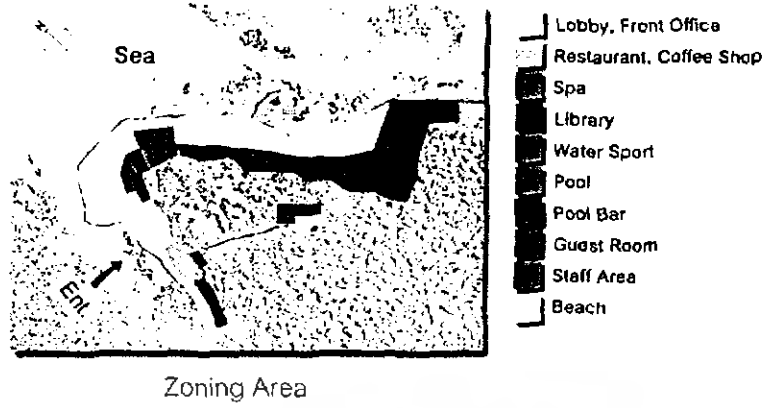 Sea
Ent.
Lobby, Front Office
Restaurant, Coffee Shop
Spa
Library
Water Sport
Pool
Pool Bar
Guest Room
Staff Area
Beach
Zoning Area